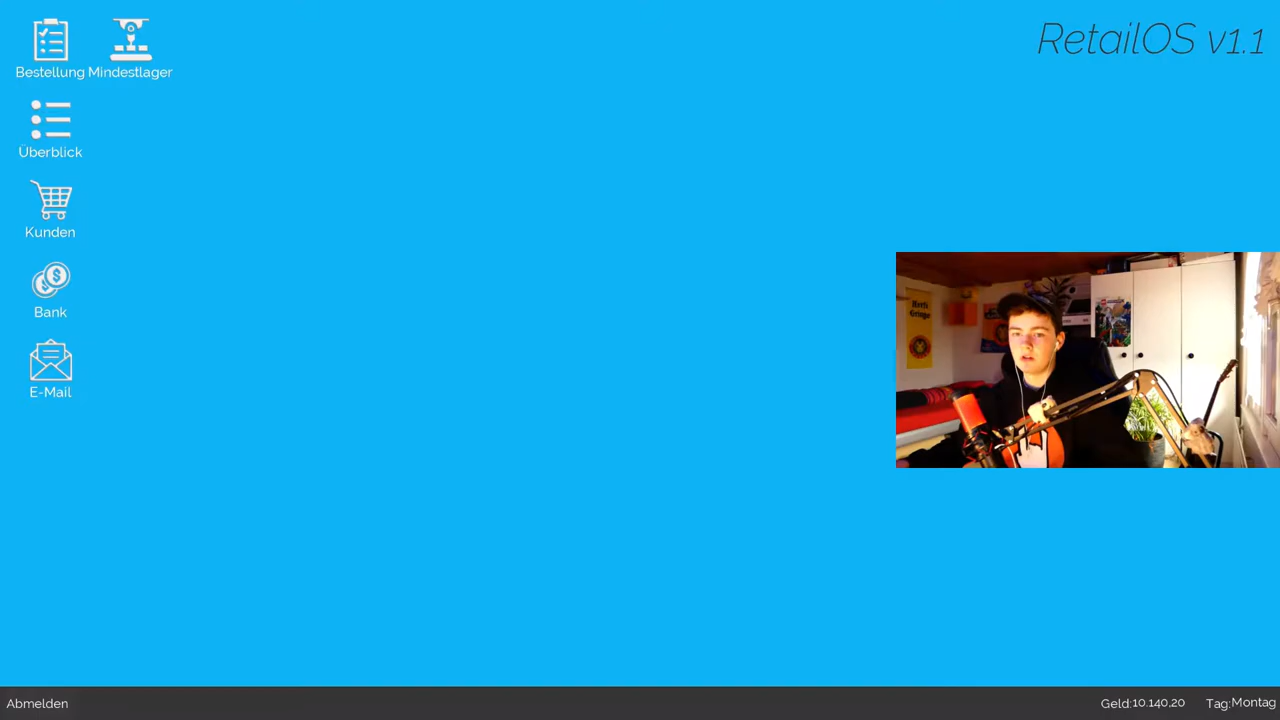 RetailOS v1.1
Bestellung
Mindestlager
Überblick
Kunden
Bank
E-Mail
Abmelden
Geld:10.140,20
Tag:Montag